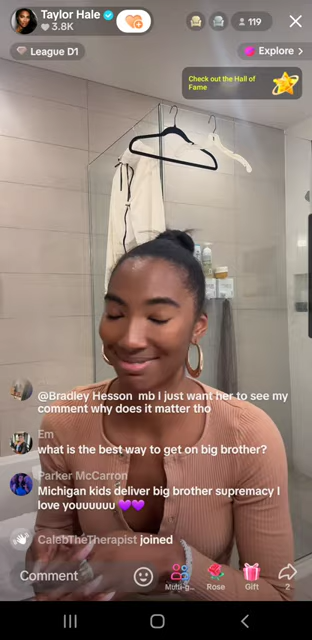 Taylor Hale
3.8K
119
League D1
Explore >
Check out the Hall of
Fame
@Bradley Hesson mb I just want her to see my
comment why does it matter tho
Em
what is the best way to get on big brother?
Parker McCarron
Michigan kids deliver big brother supremacy I
love youuuuuu 💜💜
CalebTheTherapist joined
Comment
Multi-g...
Rose
Gift
2